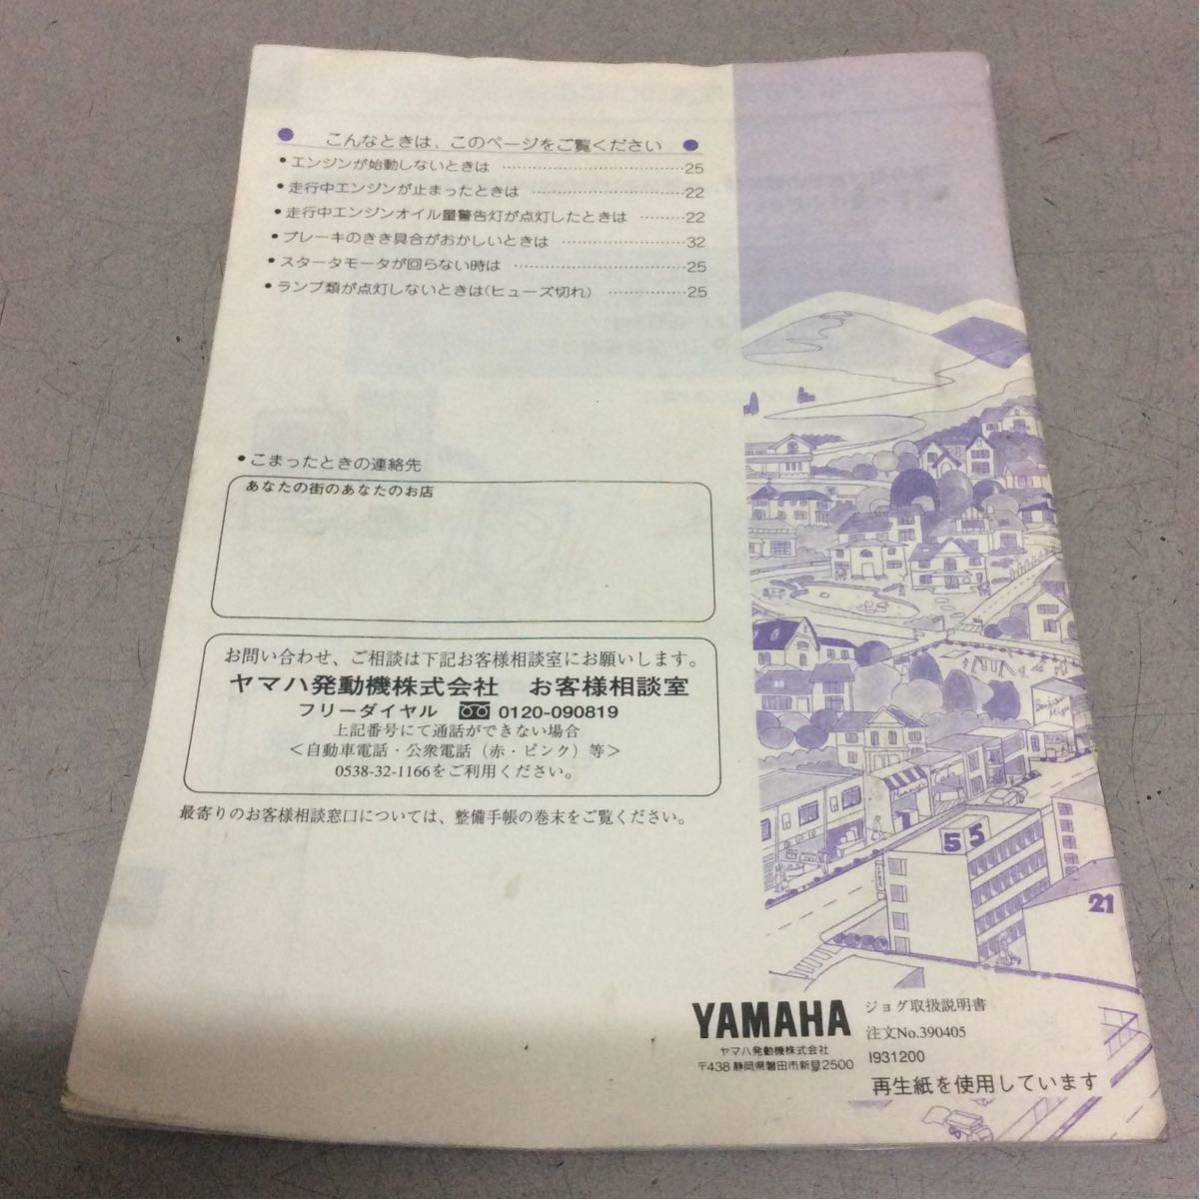 ● こんなときは、このページをご覧ください ●
•エンジンが始動しないときは ……………………………25
•走行中エンジンが止まったときは ………………………22
•走行中エンジンオイル量警告灯が点灯したときは ………22
•ブレーキのきき具合がおかしいときは …………………32
•スタータモータが回らない時は …………………………25
•ランプ類が点灯しないときは(ヒューズ切れ) ……………25
•こまったときの連絡先
あなたの街のあなたのお店
お問い合わせ、ご相談は下記お客様相談室にお願いします。
ヤマハ発動機株式会社 お客様相談室
フリーダイヤル 0120-090819
上記番号にて通話ができない場合
<自動車電話・公衆電話（赤・ピンク）等>
0538-32-1166をご利用ください。
最寄りのお客様相談窓口については、整備手帳の巻末をご覧ください。
55
21
YAMAHA
ヤマハ発動機株式会社
〒438 静岡県磐田市新貝2500
ジョグ取扱説明書
注文No.390405
I931200
再生紙を使用しています